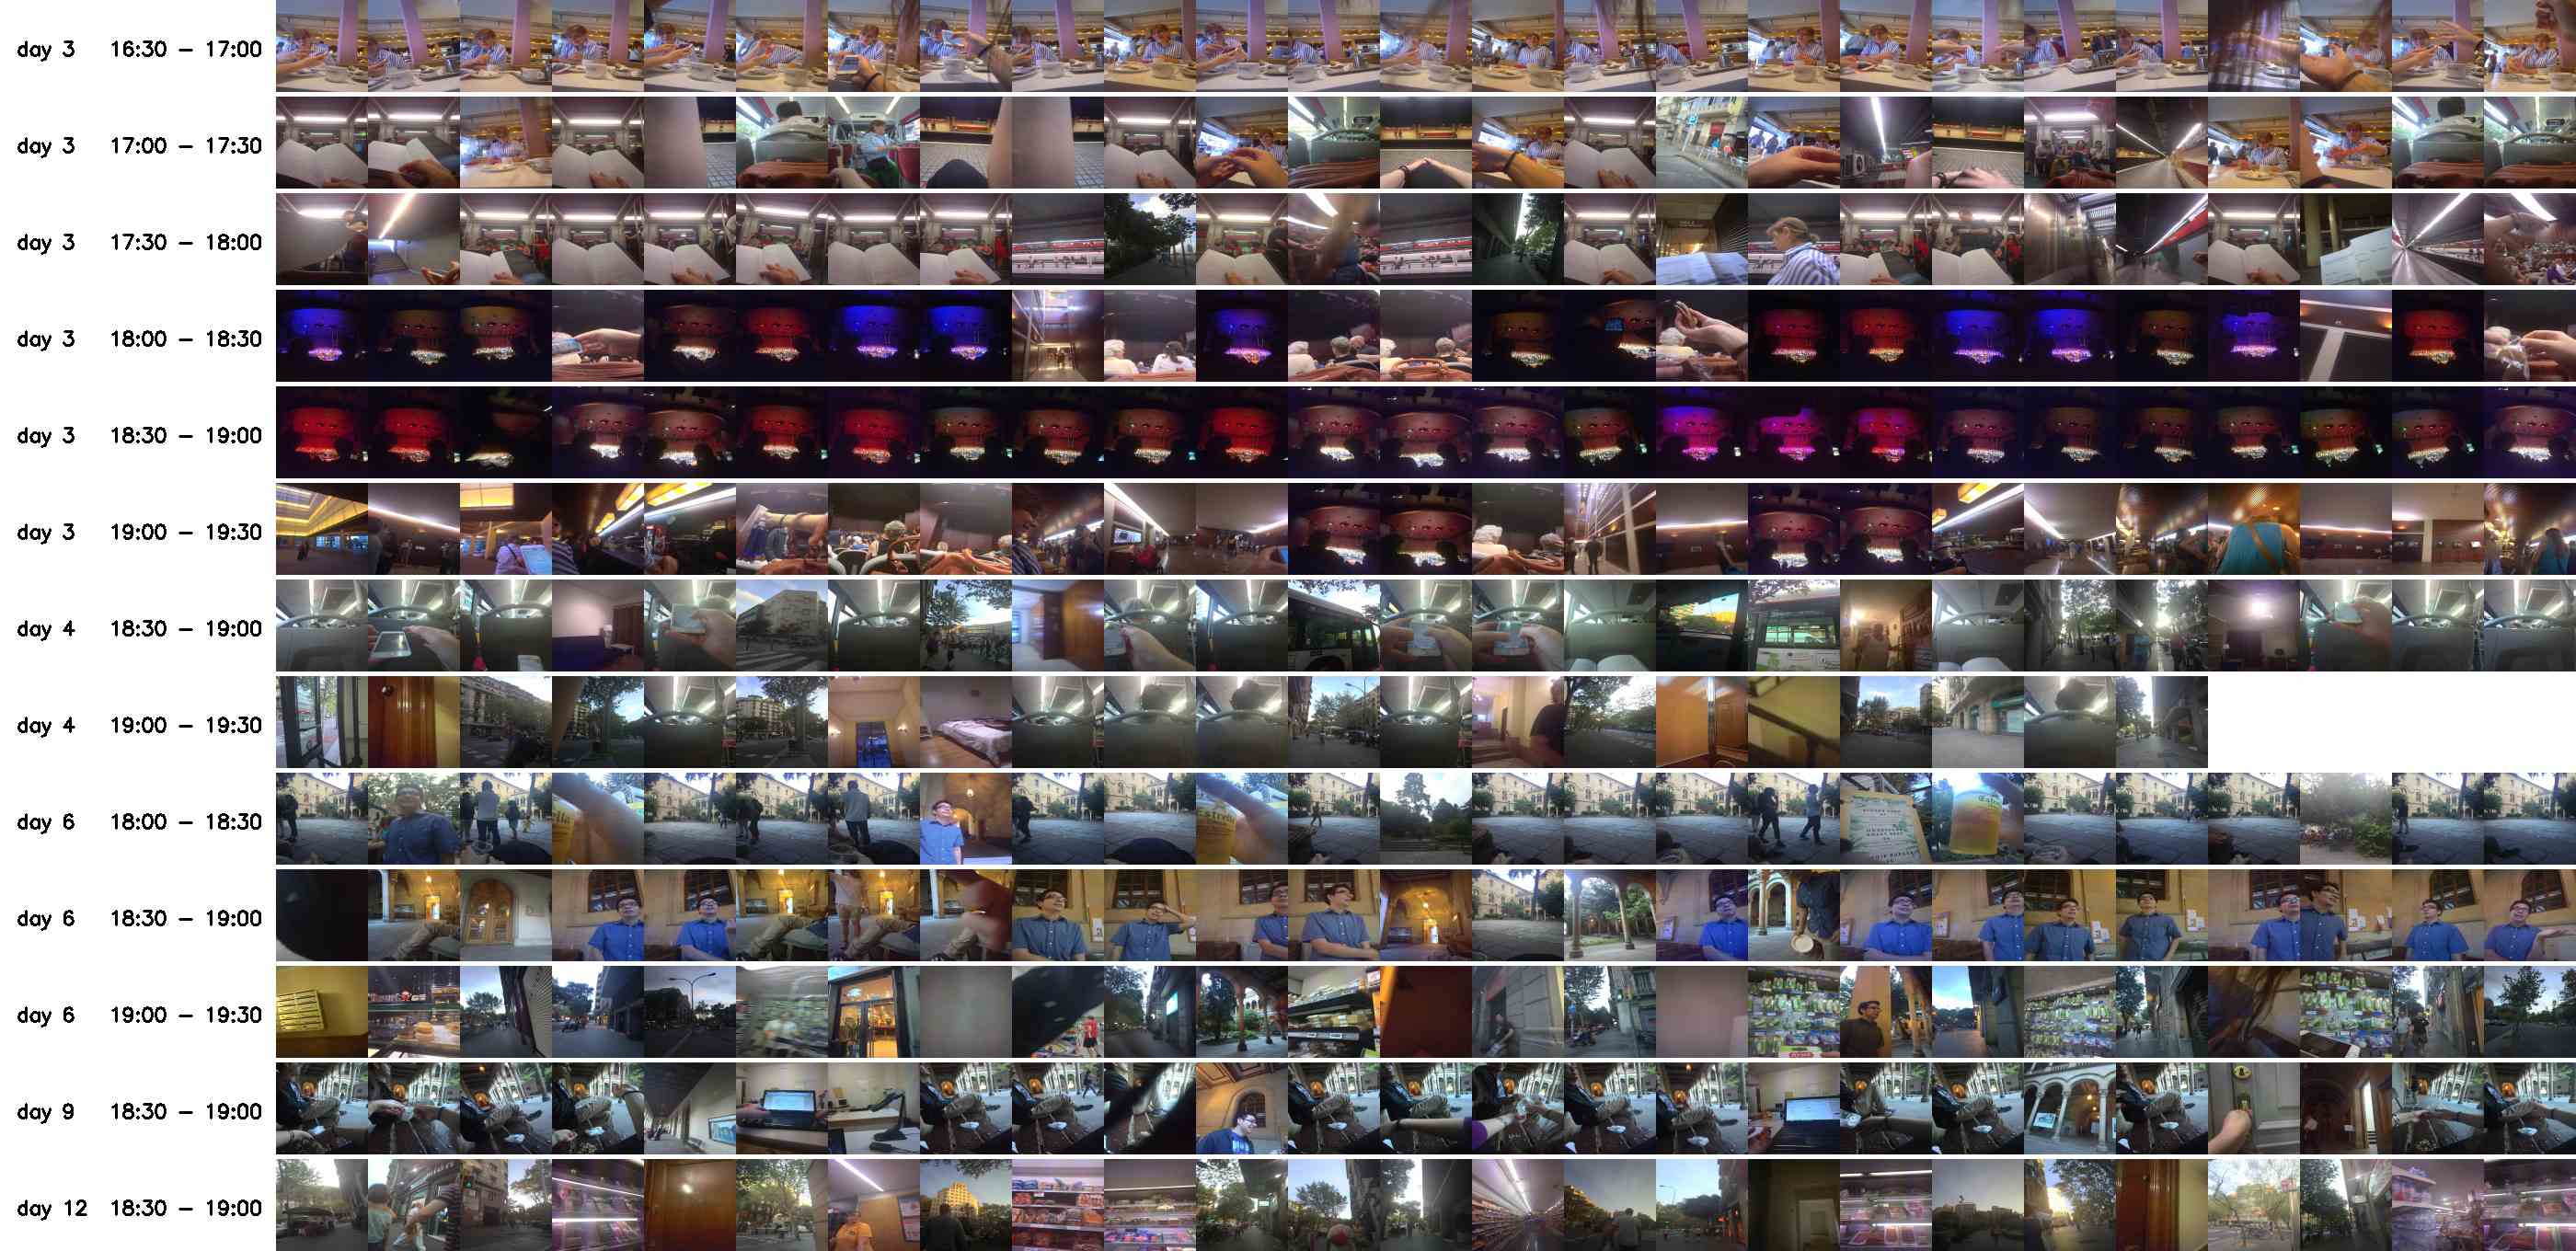 day 3 16:30 – 17:00
day 3 17:00 – 17:30
day 3 17:30 – 18:00
day 3 18:00 – 18:30
day 3 18:30 – 19:00
day 3 19:00 – 19:30
day 4 18:30 – 19:00
day 4 19:00 – 19:30
day 6 18:00 – 18:30
day 6 18:30 – 19:00
day 6 19:00 – 19:30
day 9 18:30 – 19:00
day 12 18:30 – 19:00